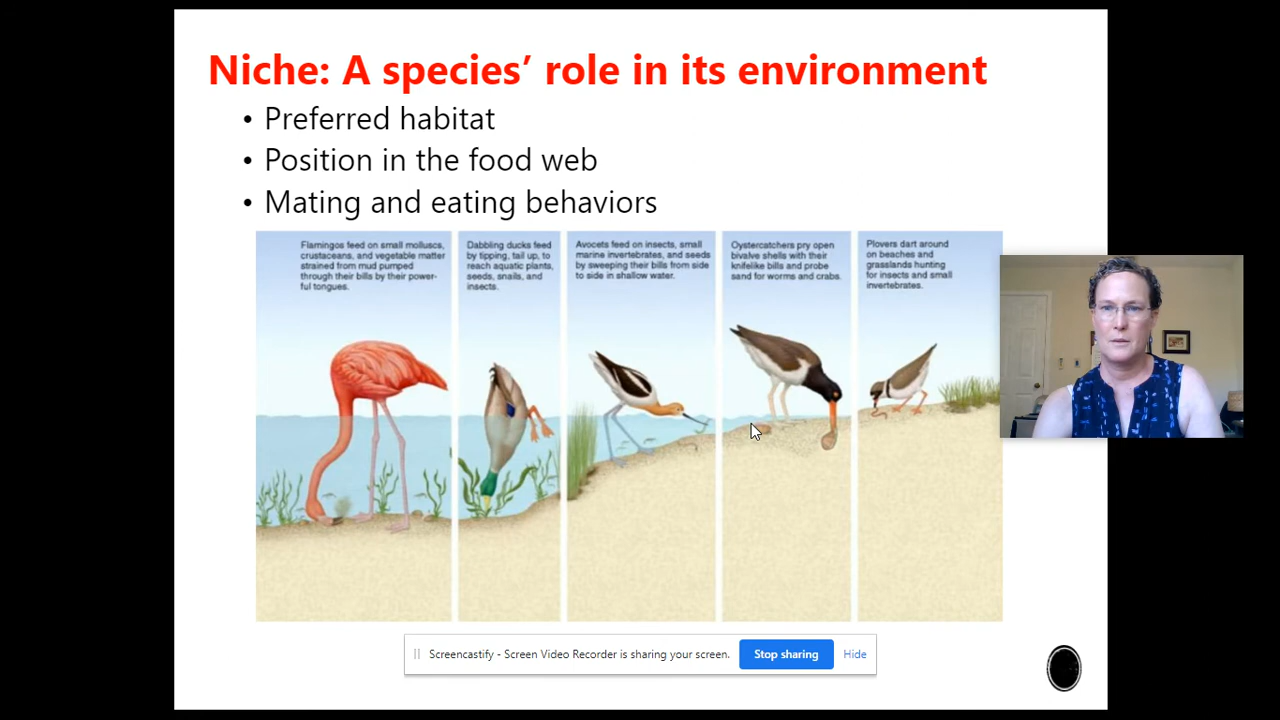 Niche: A species’ role in its environment
• Preferred habitat
• Position in the food web
• Mating and eating behaviors
Flamingos feed on small molluscs,
crustaceans, and vegetable matter
strained from mud pumped
through their bills by their power-
ful tongues.
Dabbling ducks feed
by tipping, tail up, to
reach aquatic plants,
seeds, snails, and
insects.
Avocets feed on insects, small
marine invertebrates, and seeds
by sweeping their bills from side
to side in shallow water.
Oystercatchers pry open
bivalve shells with their
knifelike bills and probe
sand for worms and crabs.
Plovers dart around
on beaches and
grasslands hunting
for insects and small
invertebrates.
Screencastify - Screen Video Recorder is sharing your screen.
Stop sharing
Hide